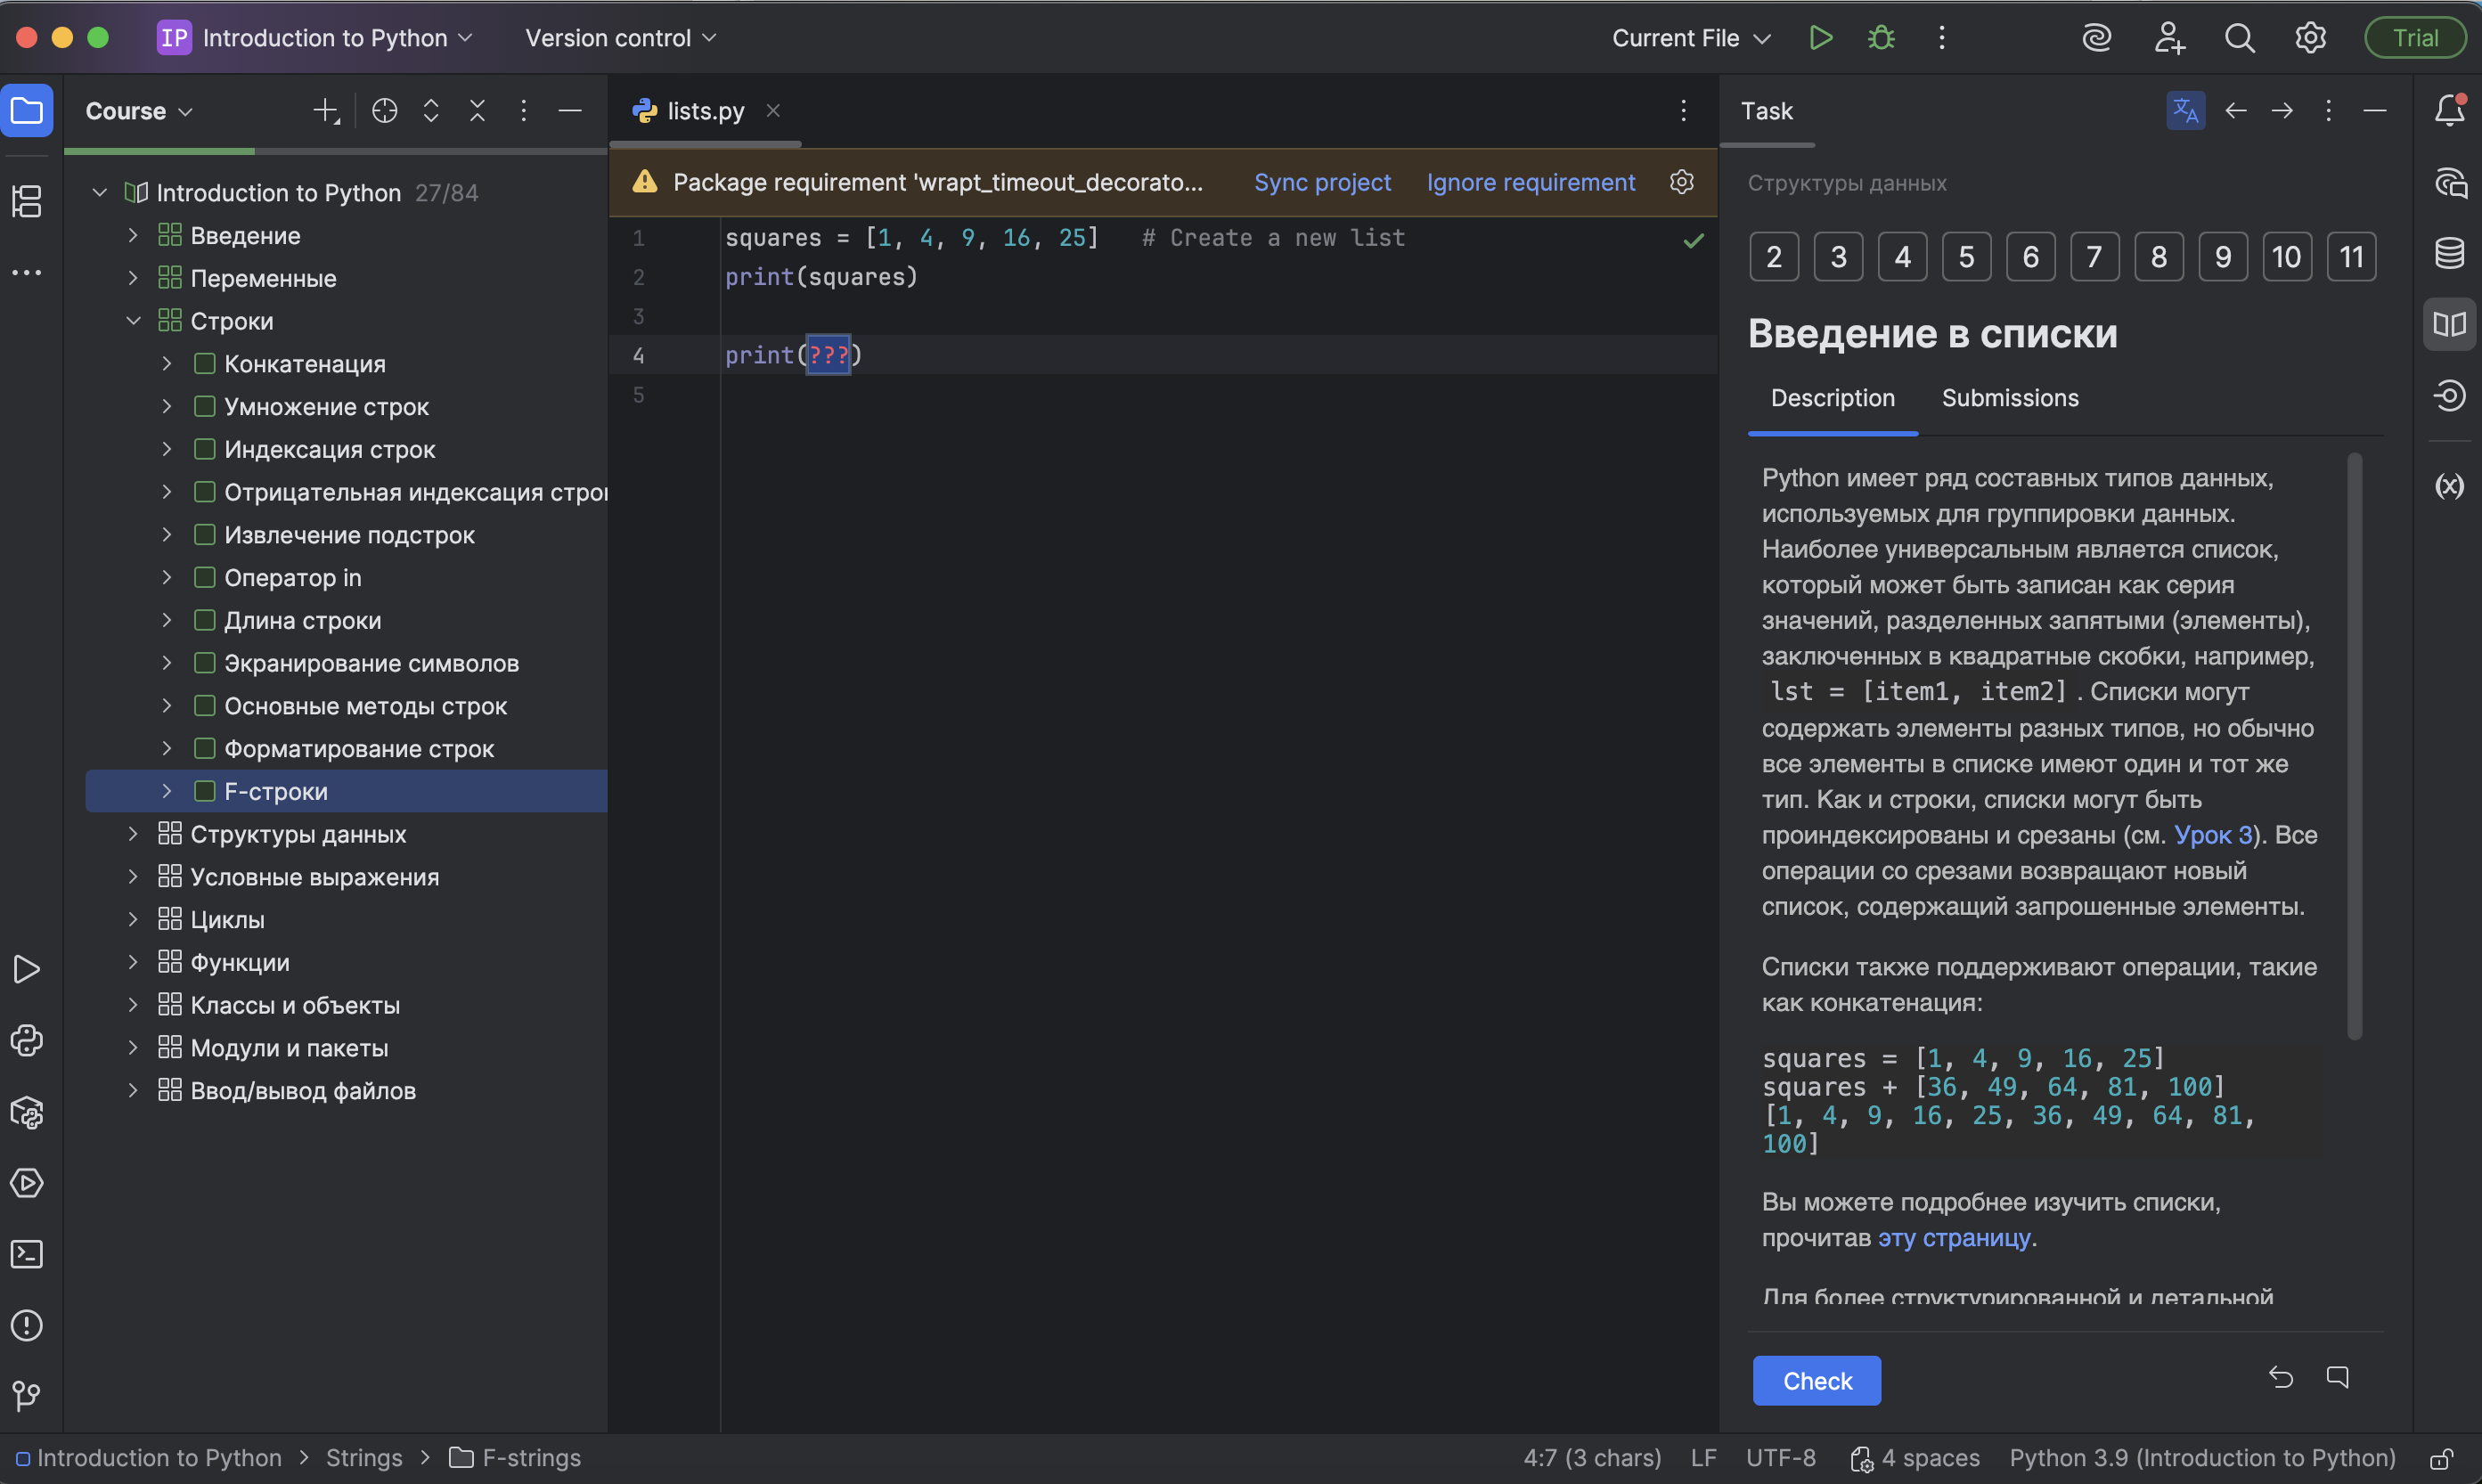 IP Introduction to Python
Version control
Current File
Trial
Course
Introduction to Python 27/84
Введение
Переменные
Строки
Конкатенация
Умножение строк
Индексация строк
Отрицательная индексация
Извлечение подстрок
Оператор in
Длина строки
Экранирование символов
Основные методы строк
Форматирование строк
F-строки
Структуры данных
Условные выражения
Циклы
Функции
Классы и объекты
Модули и пакеты
Ввод/вывод файлов
lists.py
Package requirement 'wrapt_timeout_decorato... Sync project Ignore requirement
1 squares = [1, 4, 9, 16, 25] # Create a new list
2 print(squares)
3
4 print(???)
5
Task
Структуры данных
2 3 4 5 6 7 8 9 10 11
Введение в списки
Description Submissions
Python имеет ряд составных типов данных,
используемых для группировки данных.
Наиболее универсальным является список,
который может быть записан как серия
значений, разделенных запятыми (элементы),
заключенных в квадратные скобки, например,
lst = [item1, item2] . Списки могут
содержать элементы разных типов, но обычно
все элементы в списке имеют один и тот же
тип. Как и строки, списки могут быть
проиндексированы и срезаны (см. Урок 3). Все
операции со срезами возвращают новый
список, содержащий запрошенные элементы.
Списки также поддерживают операции, такие
как конкатенация:
squares = [1, 4, 9, 16, 25]
squares + [36, 49, 64, 81, 100]
[1, 4, 9, 16, 25, 36, 49, 64, 81,
100]
Вы можете подробнее изучить списки,
прочитав эту страницу.
Для более структурированной и детальной
Check
Introduction to Python > Strings > F-strings
4:7 (3 chars) LF UTF-8 4 spaces Python 3.9 (Introduction to Python)